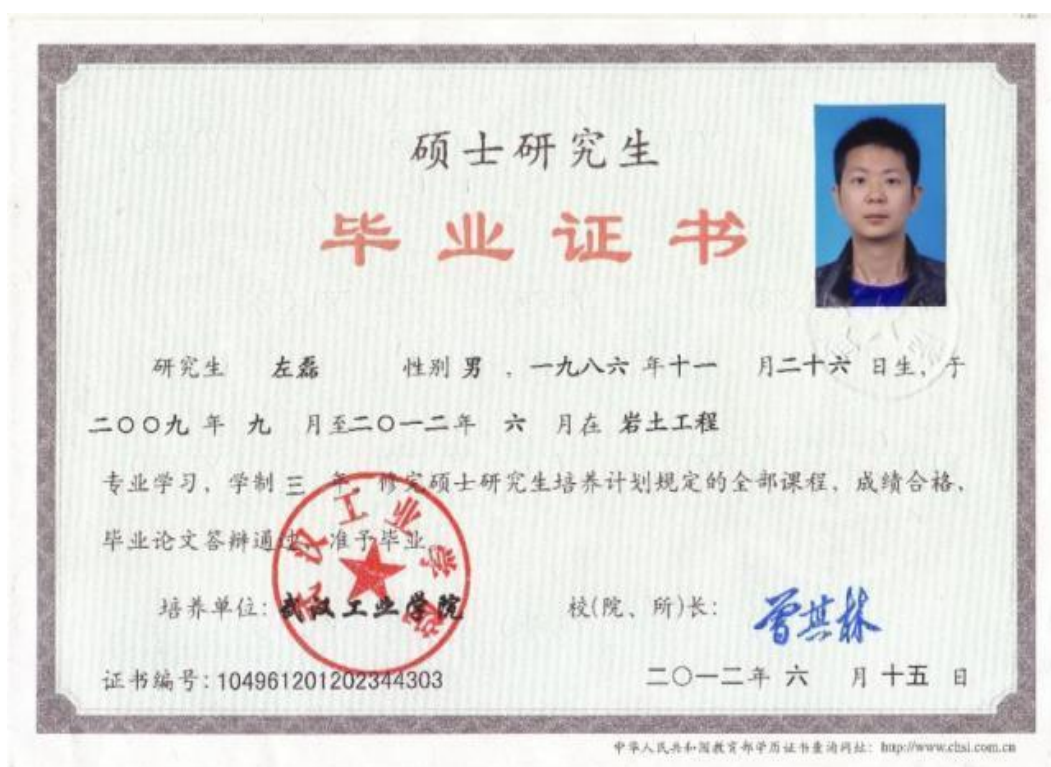 硕士研究生
毕业证书
研究生 左磊 性别 男 , 一九八六 年十一 月二十六 日生, 于
二〇〇九 年 九 月至二〇一二年 六 月在 岩土工程
专业学习, 学制 三 年, 修完硕士研究生培养计划规定的全部课程, 成绩合格,
毕业论文答辩通过, 准予毕业。
武汉工业学院
培养单位: 武汉工业学院 校(院、所)长: 曾其林
证书编号: 104961201202344303 二〇一二年 六 月 十五 日
中华人民共和国教育部学历证书查询网址: http://www.chsi.com.cn